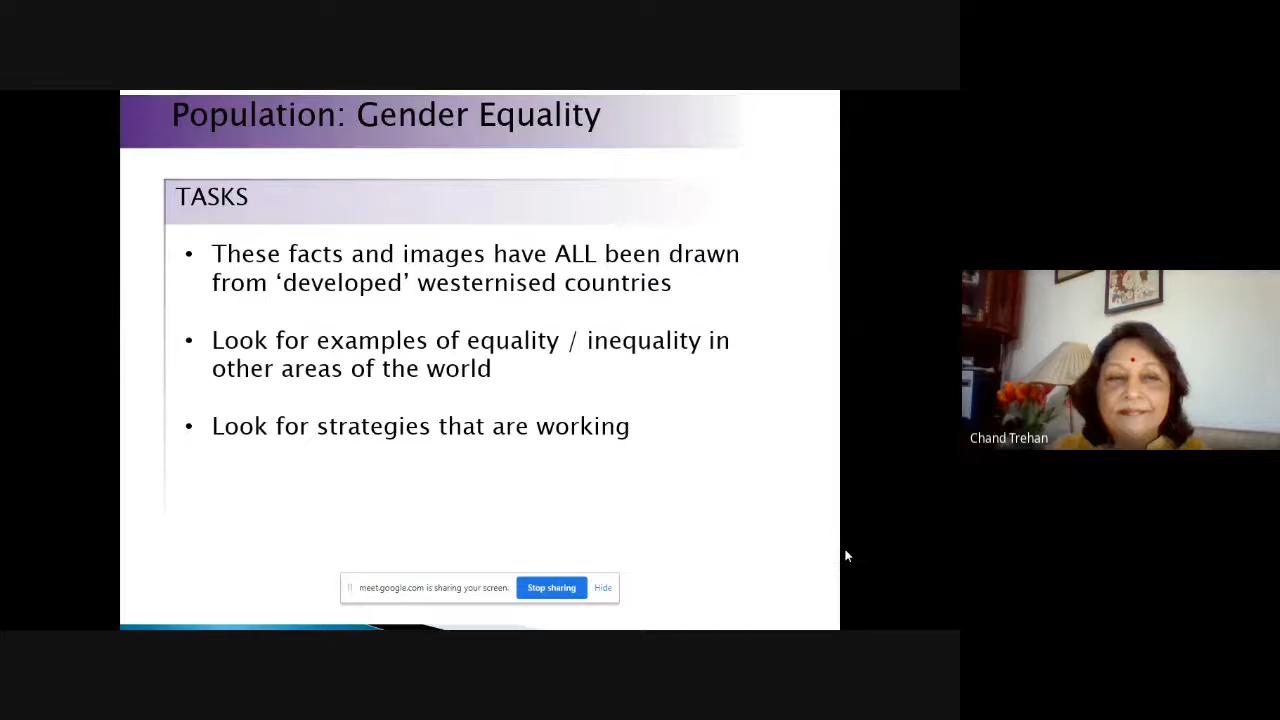 Population: Gender Equality
TASKS
• These facts and images have ALL been drawn
from ‘developed’ westernised countries
• Look for examples of equality / inequality in
other areas of the world
• Look for strategies that are working
meet.google.com is sharing your screen.
Stop sharing
Hide
Chand Trehan